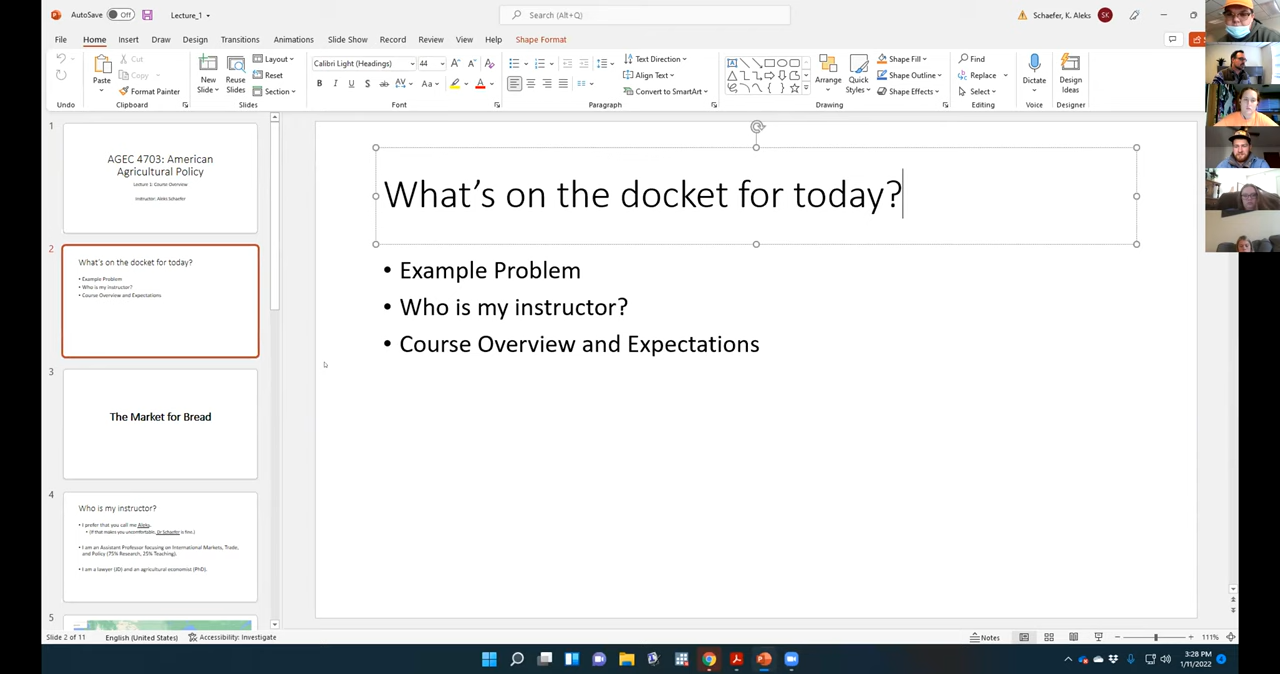 AutoSave Off Lecture_1 Search (Alt+Q) Schaefer, K. Aleks SK
File Home Insert Draw Design Transitions Animations Slide Show Record Review View Help Shape Format
Cut Copy Format Painter Paste Undo Clipboard
New Slide Reuse Slides Layout Reset Section Slides
Calibri Light (Headings) 44 Font
Text Direction Align Text Convert to SmartArt Paragraph
Arrange Quick Styles Shape Fill Shape Outline Shape Effects Drawing
Find Replace Select Editing
Dictate Voice
Design Ideas Designer
1
AGEC 4703: American
Agricultural Policy
Lecture 1: Course Overview
Instructor: Aleks Schaefer
2
What's on the docket for today?
• Example Problem
• Who is my instructor?
• Course Overview and Expectations
3
The Market for Bread
4
Who is my instructor?
• I prefer that you call me Aleks.
• (If that makes you uncomfortable, Dr Schaefer is fine.)
• I am an Assistant Professor focusing on International Markets, Trade,
and Policy (75% Research, 25% Teaching).
• I am a lawyer (JD) and an agricultural economist (PhD).
5
What's on the docket for today?
• Example Problem
• Who is my instructor?
• Course Overview and Expectations
Slide 2 of 11 English (United States) Accessibility: Investigate Notes 111%
3:28 PM
1/11/2022
4